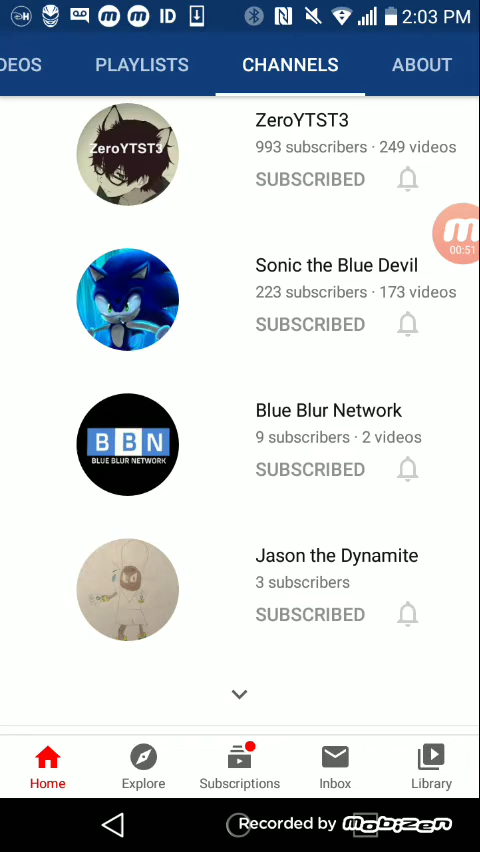 ID
2:03 PM
DEOS
PLAYLISTS
CHANNELS
ABOUT
ZeroYTST3
ZeroYTST3
993 subscribers · 249 videos
SUBSCRIBED
00:51
Sonic the Blue Devil
223 subscribers · 173 videos
SUBSCRIBED
BBN
BLUE BLUR NETWORK
Blue Blur Network
9 subscribers · 2 videos
SUBSCRIBED
Jason the Dynamite
3 subscribers
SUBSCRIBED
Home
Explore
Subscriptions
Inbox
Library
Recorded by Mobizen